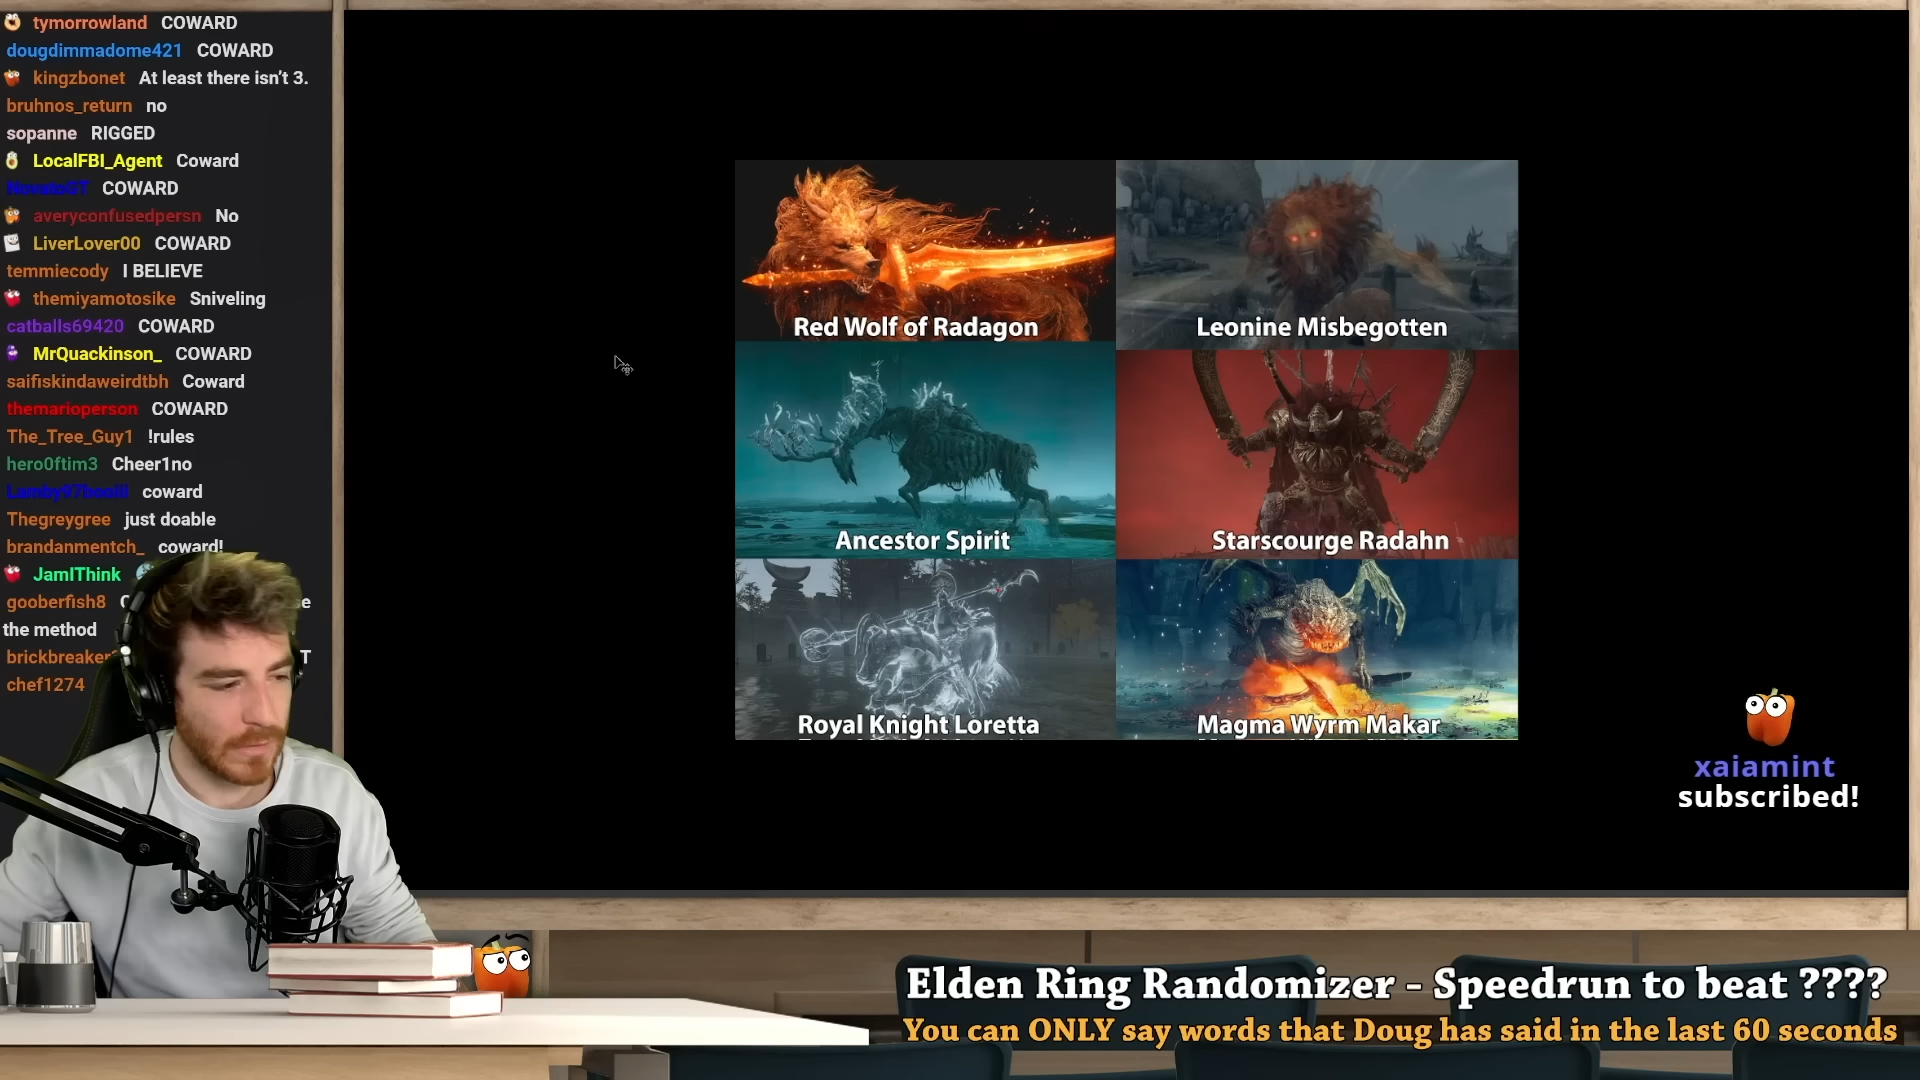 tymorrowland COWARD
dougdimmadome421 COWARD
kingzbonet At least there isn't 3.
bruhnos_return no
sopanne RIGGED
LocalFBI_Agent Coward
COWARD
averyconfusedpersn No
LiverLover00 COWARD
temmiecody I BELIEVE
themiyamotosike Sniveling
catballs69420 COWARD
MrQuackinson_ COWARD
saifiskindaweirdtbh Coward
themarioperson COWARD
The_Tree_Guy1 !rules
hero0ftim3 Cheer1no
coward
Thegreygree just doable
brandanmentch_ coward!
JamIThink
gooberfish8
the method
brickbreaker
chef1274
Red Wolf of Radagon
Leonine Misbegotten
Ancestor Spirit
Starscourge Radahn
Royal Knight Loretta
Magma Wyrm Makar
xaiamint
subscribed!
Elden Ring Randomizer - Speedrun to beat ????
You can ONLY say words that Doug has said in the last 60 seconds